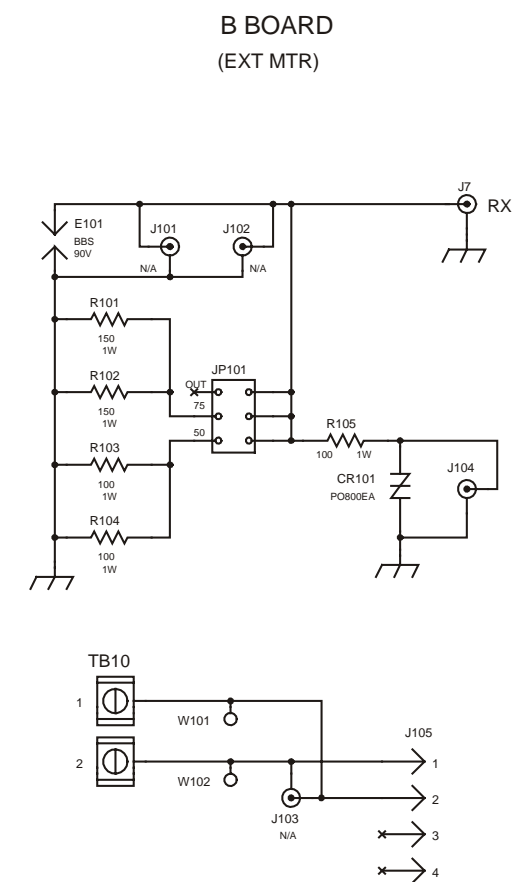 B BOARD
(EXT MTR)
J7
RX
E101
BBS
90V
J101
J102
N/A
N/A
R101
150
1W
R102
150
1W
JP101
OUT
75
50
R103
100
1W
R105
100 1W
CR101
PO800EA
J104
R104
100
1W
TB10
1
W101
J105
2
W102
1
2
J103
N/A
3
4